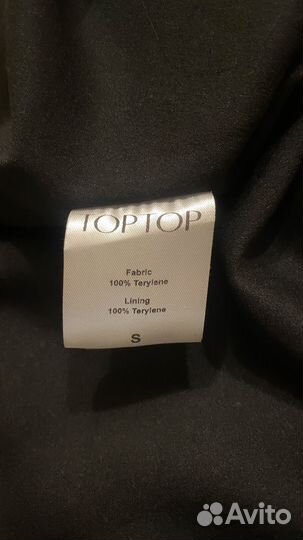 TOPTOP
Fabric
100% Terylene
Lining
100% Terylene
S
Avito